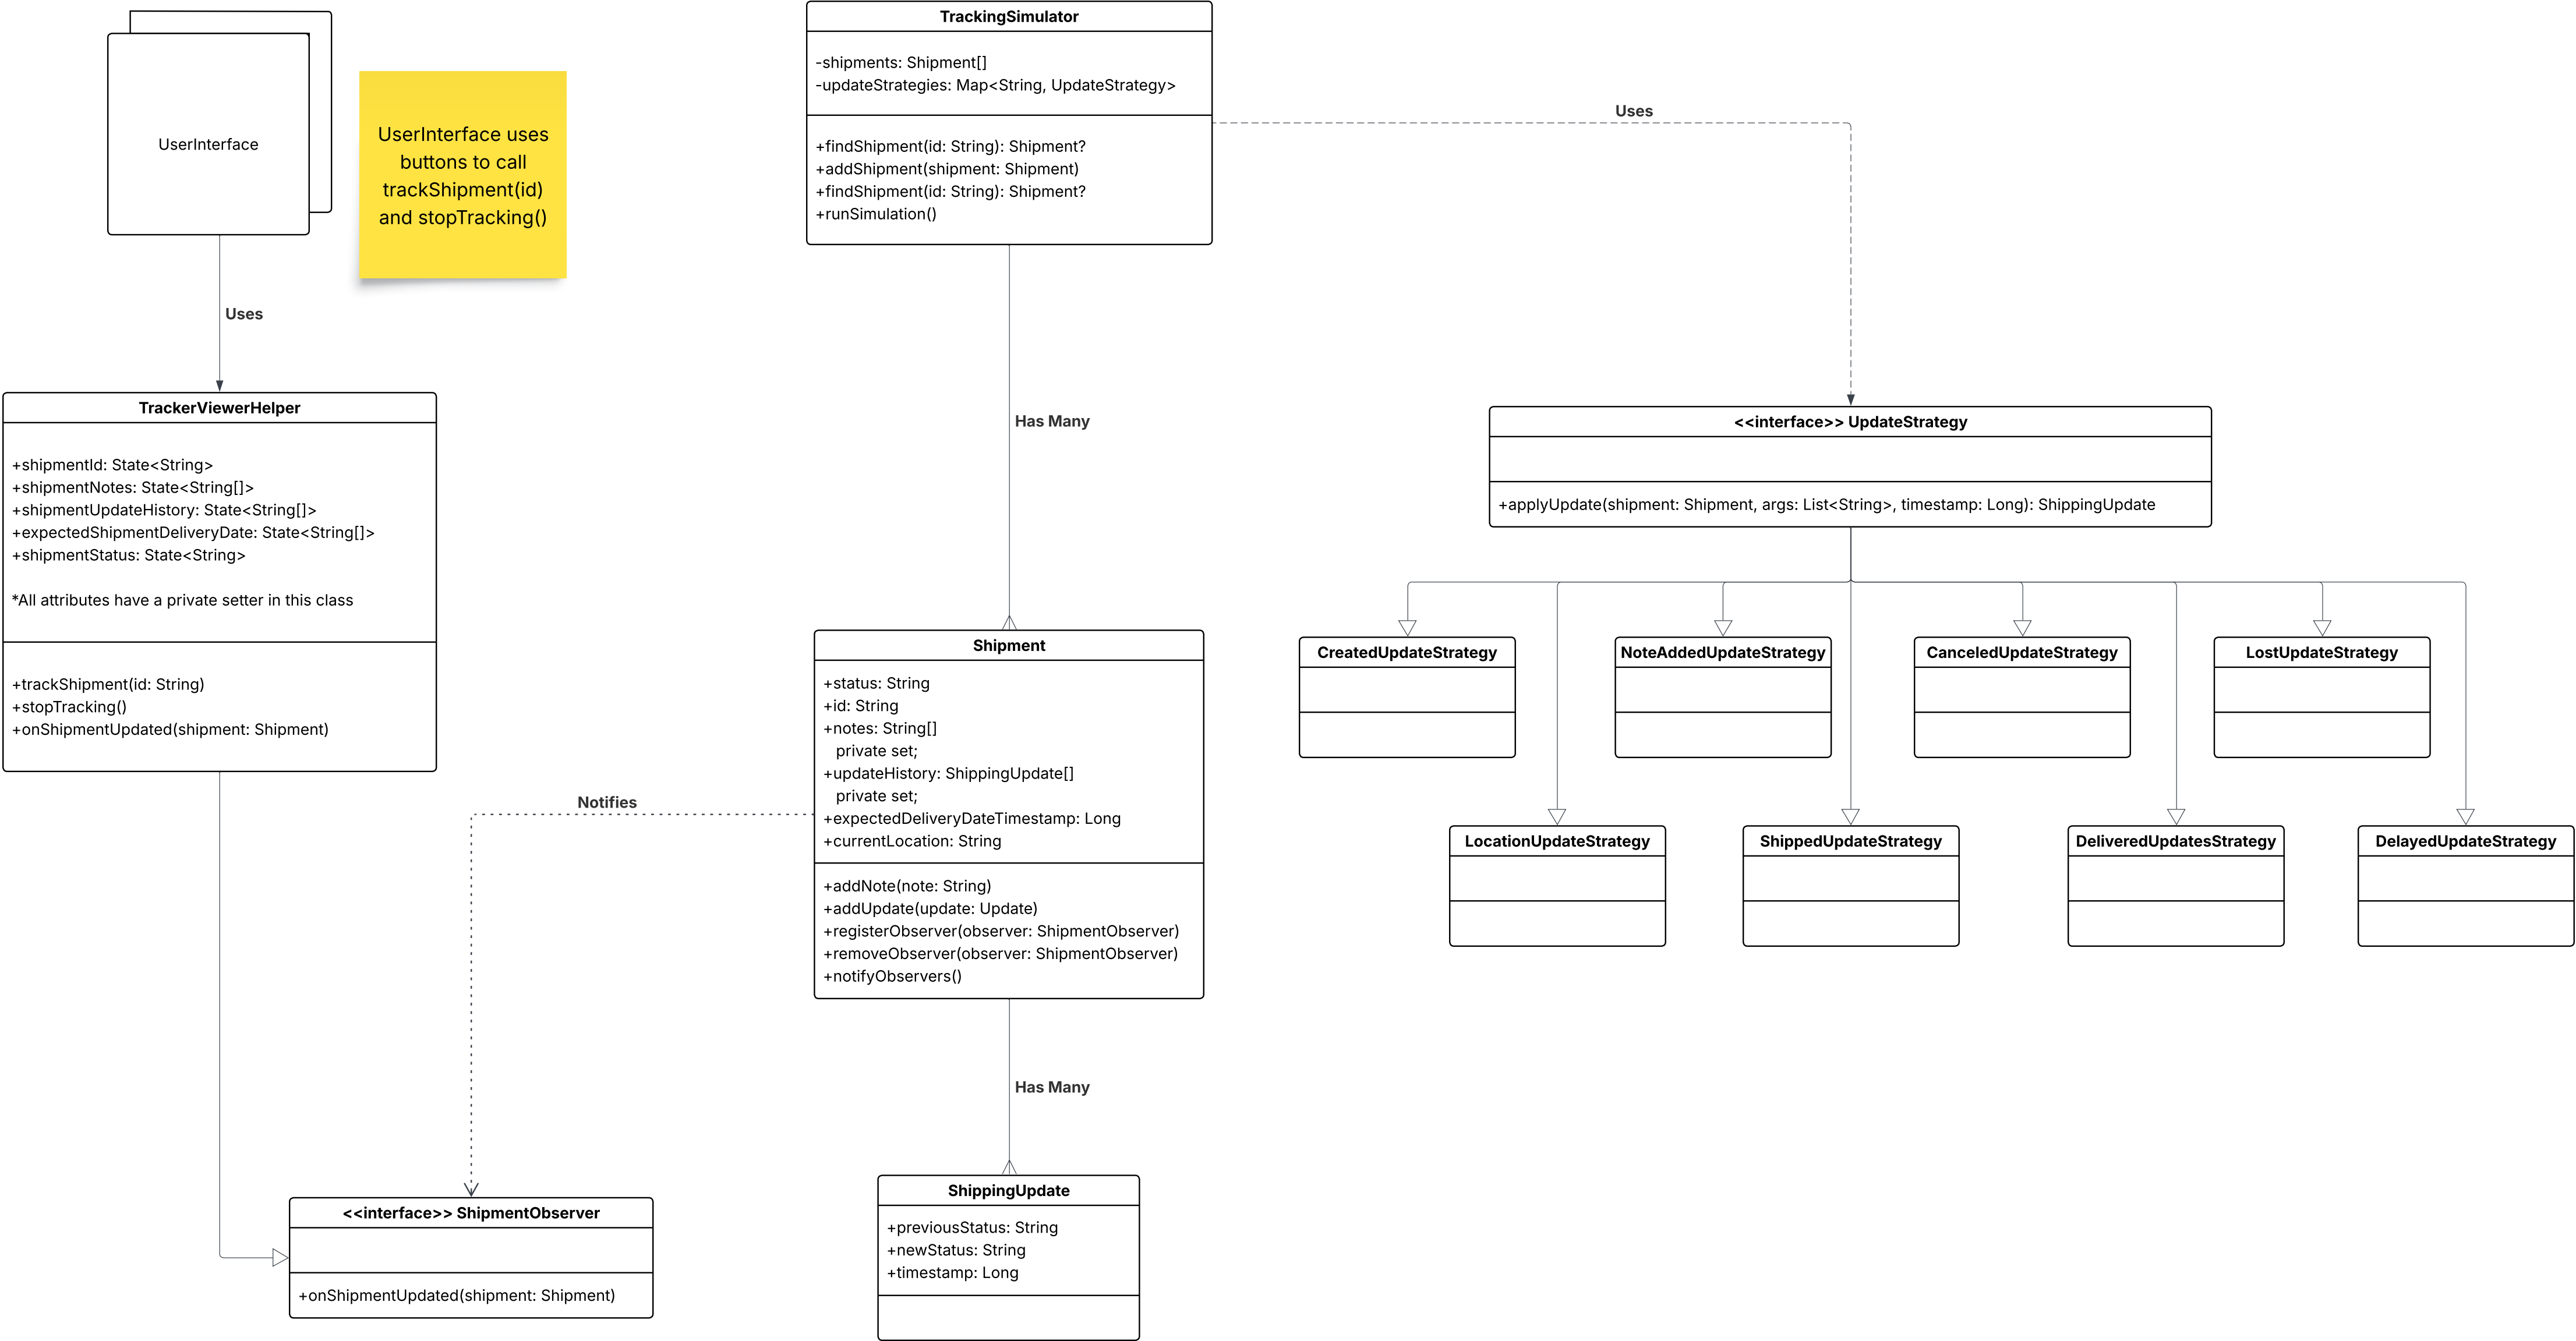 UserInterface
UserInterface uses
buttons to call
trackShipment(id)
and stopTracking()
Uses
TrackerViewerHelper
+shipmentId: State<String>
+shipmentNotes: State<String[]>
+shipmentUpdateHistory: State<String[]>
+expectedShipmentDeliveryDate: State<String[]>
+shipmentStatus: State<String>
*All attributes have a private setter in this class
+trackShipment(id: String)
+stopTracking()
+onShipmentUpdated(shipment: Shipment)
TrackingSimulator
-shipments: Shipment[]
-updateStrategies: Map<String, UpdateStrategy>
+findShipment(id: String): Shipment?
+addShipment(shipment: Shipment)
+findShipment(id: String): Shipment?
+runSimulation()
Uses
Has Many
Shipment
+status: String
+id: String
+notes: String[]
private set;
+updateHistory: ShippingUpdate[]
private set;
+expectedDeliveryDateTimestamp: Long
+currentLocation: String
+addNote(note: String)
+addUpdate(update: Update)
+registerObserver(observer: ShipmentObserver)
+removeObserver(observer: ShipmentObserver)
+notifyObservers()
Notifies
Has Many
<<interface>> ShipmentObserver
+onShipmentUpdated(shipment: Shipment)
ShippingUpdate
+previousStatus: String
+newStatus: String
+timestamp: Long
<<interface>> UpdateStrategy
+applyUpdate(shipment: Shipment, args: List<String>, timestamp: Long): ShippingUpdate
CreatedUpdateStrategy
NoteAddedUpdateStrategy
CanceledUpdateStrategy
LostUpdateStrategy
LocationUpdateStrategy
ShippedUpdateStrategy
DeliveredUpdatesStrategy
DelayedUpdateStrategy